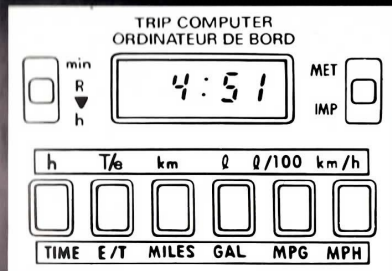 TRIP COMPUTER
ORDINATEUR DE BORD
min
R
h
4:51
MET
IMP
h T/e km ℓ ℓ/100 km/h
TIME E/T MILES GAL MPG MPH